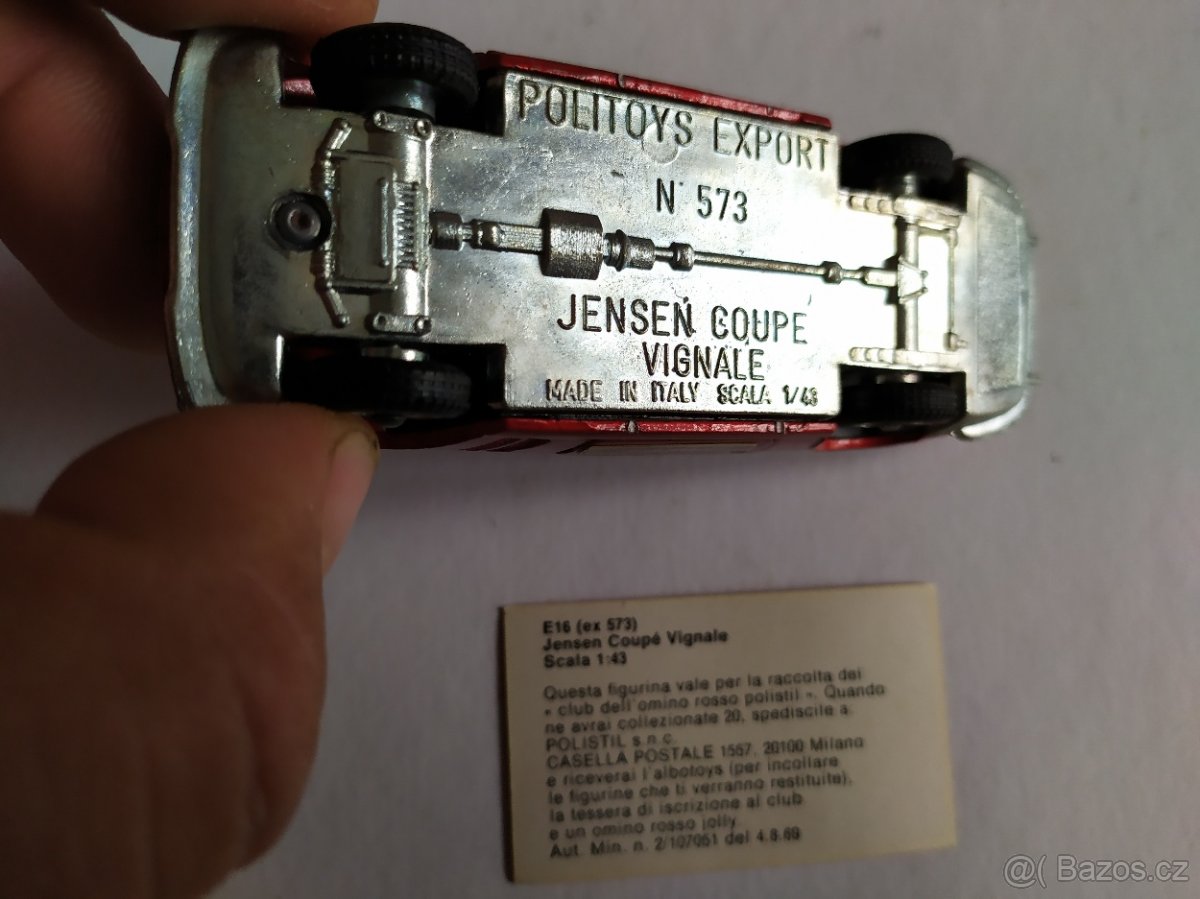 POLITOYS EXPORT
N° 573
JENSEN COUPE
VIGNALE
MADE IN ITALY SCALA 1/43
E16 (ex 573)
Jensen Coupé Vignale
Scala 1:43
Questa figurina vale per la raccolta del
« club dell'omino rosso polistil ». Quando
ne avrai collezionate 20, spediscile a
POLISTIL s.n.c.
CASELLA POSTALE 1557, 20100 Milano
e riceverai l'albotoys (per incollare
le figurine che ti verranno restituite),
la tessera di iscrizione al club
e un omino rosso jolly.
Aut. Min. n. 2/107051 del 4.8.69
@( Bazos.cz